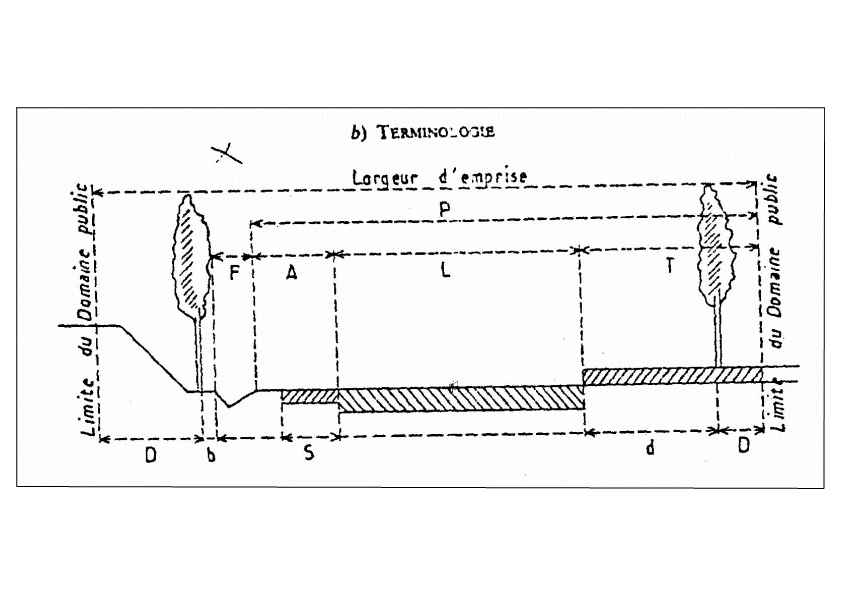 b) TERMINOLOGIE
Largeur d'emprise
P
F
A
L
T
Limite du Domaine public
Limite du Domaine public
D
b
S
d
D